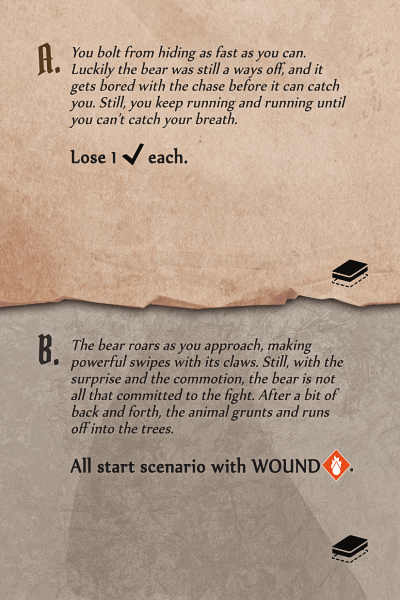 A.
You bolt from hiding as fast as you can.
Luckily the bear was still a ways off, and it
gets bored with the chase before it can catch
you. Still, you keep running and running until
you can't catch your breath.
Lose 1 ✓ each.
B.
The bear roars as you approach, making
powerful swipes with its claws. Still, with the
surprise and the commotion, the bear is not
all that committed to the fight. After a bit of
back and forth, the animal grunts and runs
off into the trees.
All start scenario with WOUND .